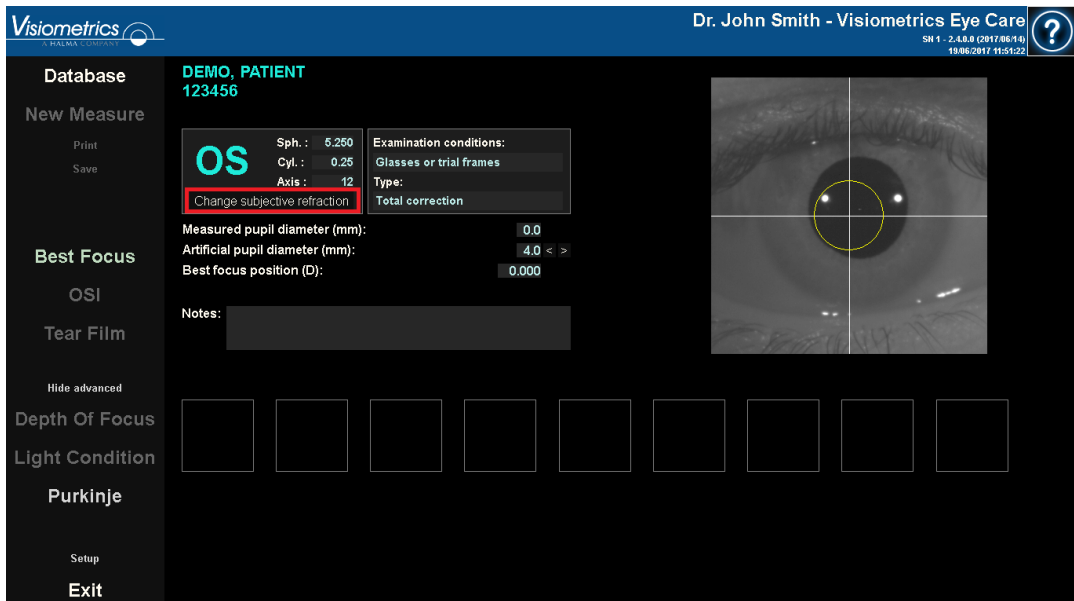 Visiometrics
A HALMA COMPANY
Dr. John Smith - Visiometrics Eye Care
SN 1 - 2.4.0.0 (2017/06/14)
19/06/2017 11:51:22
?
Database
New Measure
Print
Save
Best Focus
OSI
Tear Film
Hide advanced
Depth Of Focus
Light Condition
Purkinje
Setup
Exit
DEMO, PATIENT
123456
OS
Sph. : 5.250
Cyl. : 0.25
Axis : 12
Change subjective refraction
Examination conditions:
Glasses or trial frames
Type:
Total correction
Measured pupil diameter (mm): 0.0
Artificial pupil diameter (mm): 4.0 < >
Best focus position (D): 0.000
Notes: